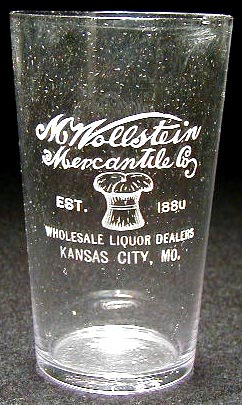 M Wollstein
Mercantile Co
EST. 1880
WHOLESALE LIQUOR DEALERS
KANSAS CITY, MO.